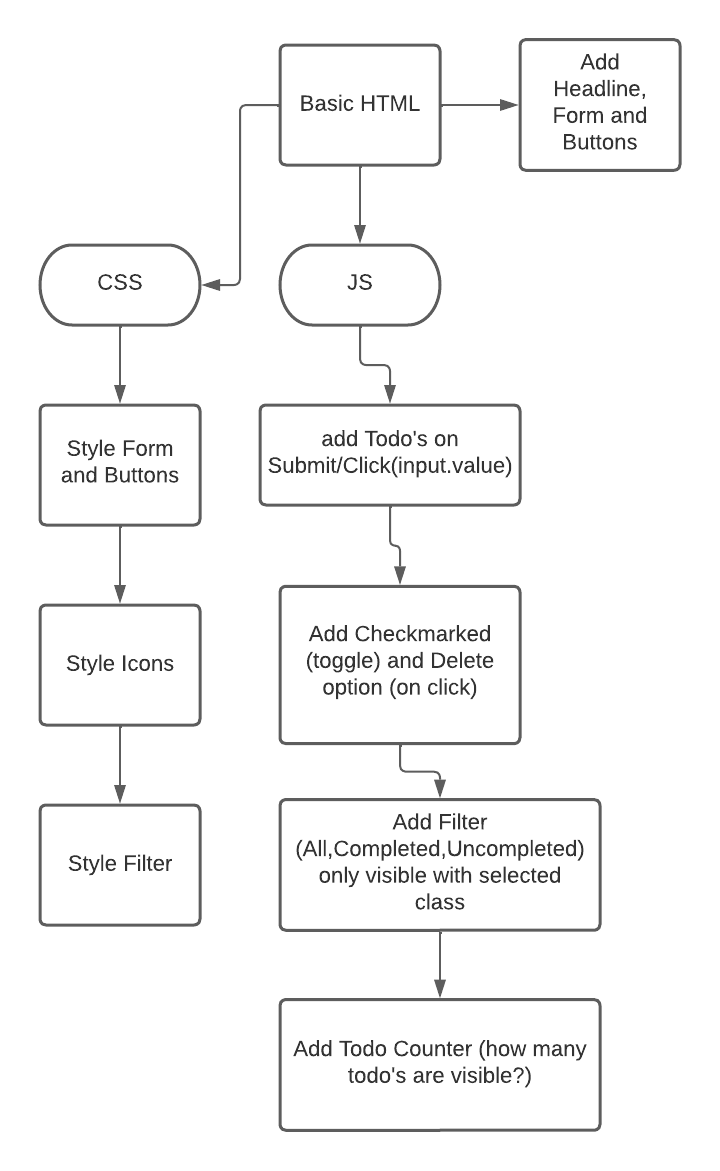 Basic HTML
Add
Headline,
Form and
Buttons
CSS
JS
Style Form
and Buttons
add Todo's on
Submit/Click(input.value)
Style Icons
Add Checkmarked
(toggle) and Delete
option (on click)
Style Filter
Add Filter
(All,Completed,Uncompleted)
only visible with selected
class
Add Todo Counter (how many
todo's are visible?)